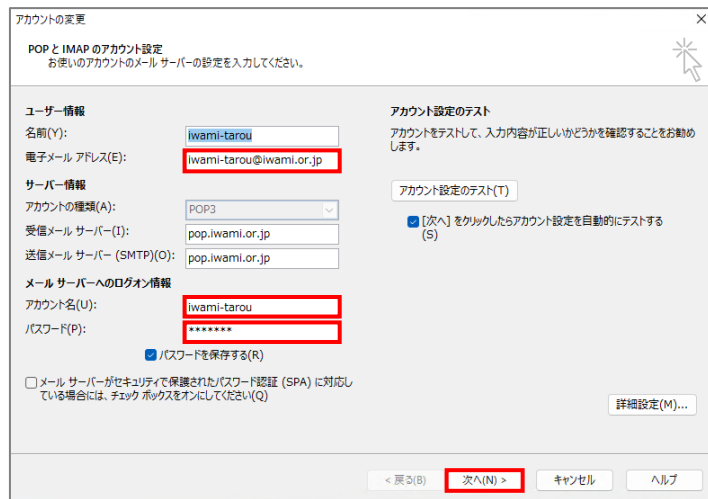 アカウントの変更
POP と IMAP のアカウント設定
お使いのアカウントのメール サーバーの設定を入力してください。
ユーザー情報
名前(Y):
iwami-tarou
電子メール アドレス(E):
iwami-tarou@iwami.or.jp
サーバー情報
アカウントの種類(A):
POP3
受信メール サーバー(I):
pop.iwami.or.jp
送信メール サーバー (SMTP)(O):
pop.iwami.or.jp
メール サーバーへのログオン情報
アカウント名(U):
iwami-tarou
パスワード(P):
*******
パスワードを保存する(R)
メール サーバーがセキュリティで保護されたパスワード認証 (SPA) に対応し
ている場合には、チェック ボックスをオンにしてください(Q)
アカウント設定のテスト
アカウントをテストして、入力内容が正しいかどうかを確認することをお勧め
します。
アカウント設定のテスト(T)
[次へ] をクリックしたらアカウント設定を自動的にテストする
(S)
詳細設定(M)...
< 戻る(B)
次へ(N) >
キャンセル
ヘルプ